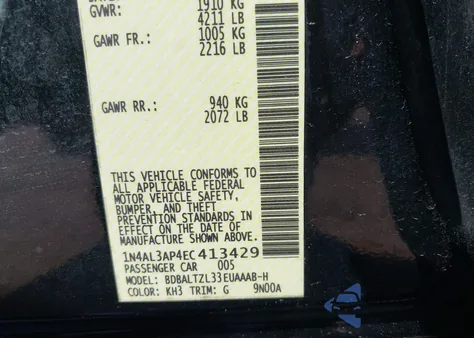 1910 KG
GVWR: 4211 LB
GAWR FR.: 1005 KG
2216 LB
GAWR RR.: 940 KG
2072 LB
THIS VEHICLE CONFORMS TO
ALL APPLICABLE FEDERAL
MOTOR VEHICLE SAFETY,
BUMPER, AND THEFT
PREVENTION STANDARDS IN
EFFECT ON THE DATE OF
MANUFACTURE SHOWN ABOVE.
1N4AL3AP4EC413429
PASSENGER CAR 005
MODEL: BDBALTZL33EUAAAB-H
COLOR: KH3 TRIM: G 9N00A